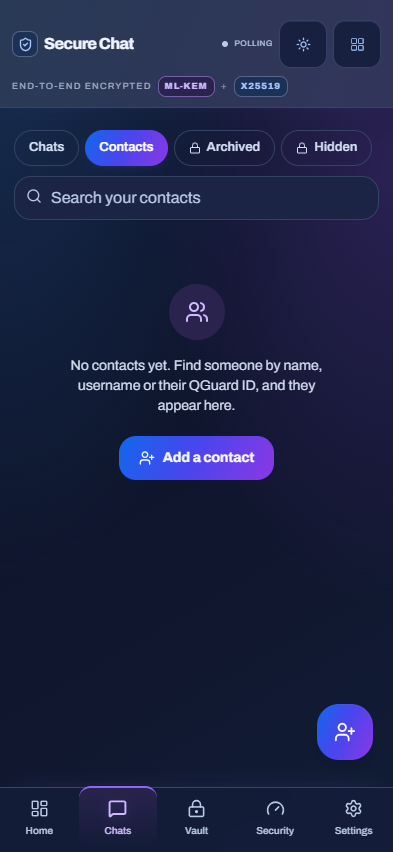 Secure Chat
POLLING
END-TO-END ENCRYPTED ML-KEM + X25519
Chats Contacts Archived Hidden
Search your contacts
No contacts yet. Find someone by name,
username or their QGuard ID, and they
appear here.
Add a contact
Home Chats Vault Security Settings